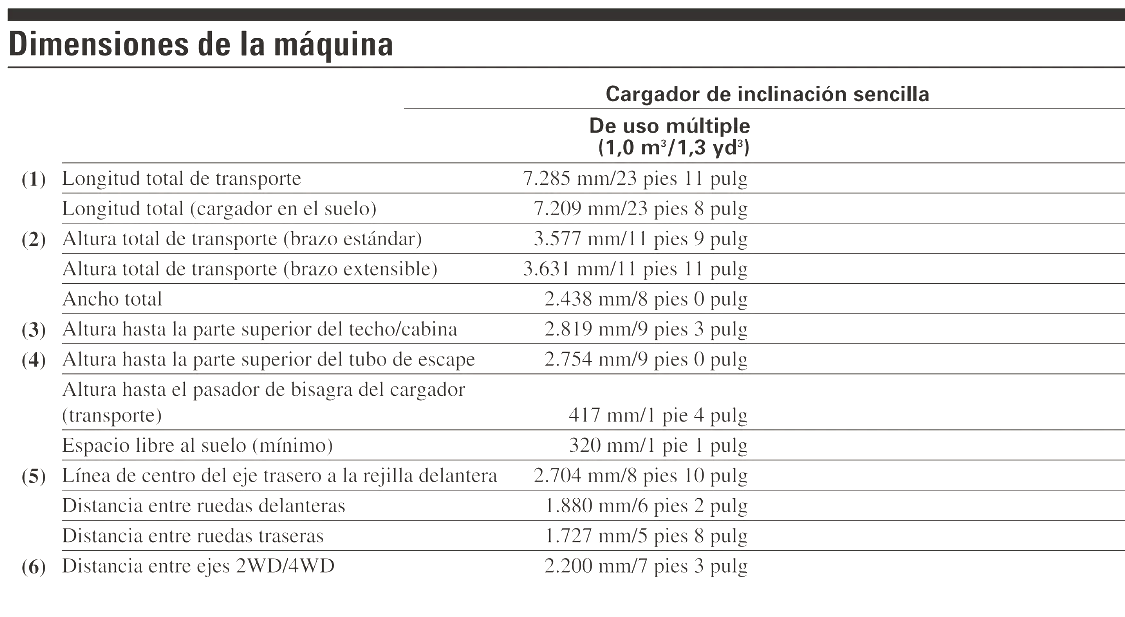 Dimensiones de la máquina
Cargador de inclinación sencilla
De uso múltiple
(1,0 m³/1,3 yd³)
(1) Longitud total de transporte 7.285 mm/23 pies 11 pulg
Longitud total (cargador en el suelo) 7.209 mm/23 pies 8 pulg
(2) Altura total de transporte (brazo estándar) 3.577 mm/11 pies 9 pulg
Altura total de transporte (brazo extensible) 3.631 mm/11 pies 11 pulg
Ancho total 2.438 mm/8 pies 0 pulg
(3) Altura hasta la parte superior del techo/cabina 2.819 mm/9 pies 3 pulg
(4) Altura hasta la parte superior del tubo de escape 2.754 mm/9 pies 0 pulg
Altura hasta el pasador de bisagra del cargador
(transporte) 417 mm/1 pie 4 pulg
Espacio libre al suelo (mínimo) 320 mm/1 pie 1 pulg
(5) Línea de centro del eje trasero a la rejilla delantera 2.704 mm/8 pies 10 pulg
Distancia entre ruedas delanteras 1.880 mm/6 pies 2 pulg
Distancia entre ruedas traseras 1.727 mm/5 pies 8 pulg
(6) Distancia entre ejes 2WD/4WD 2.200 mm/7 pies 3 pulg